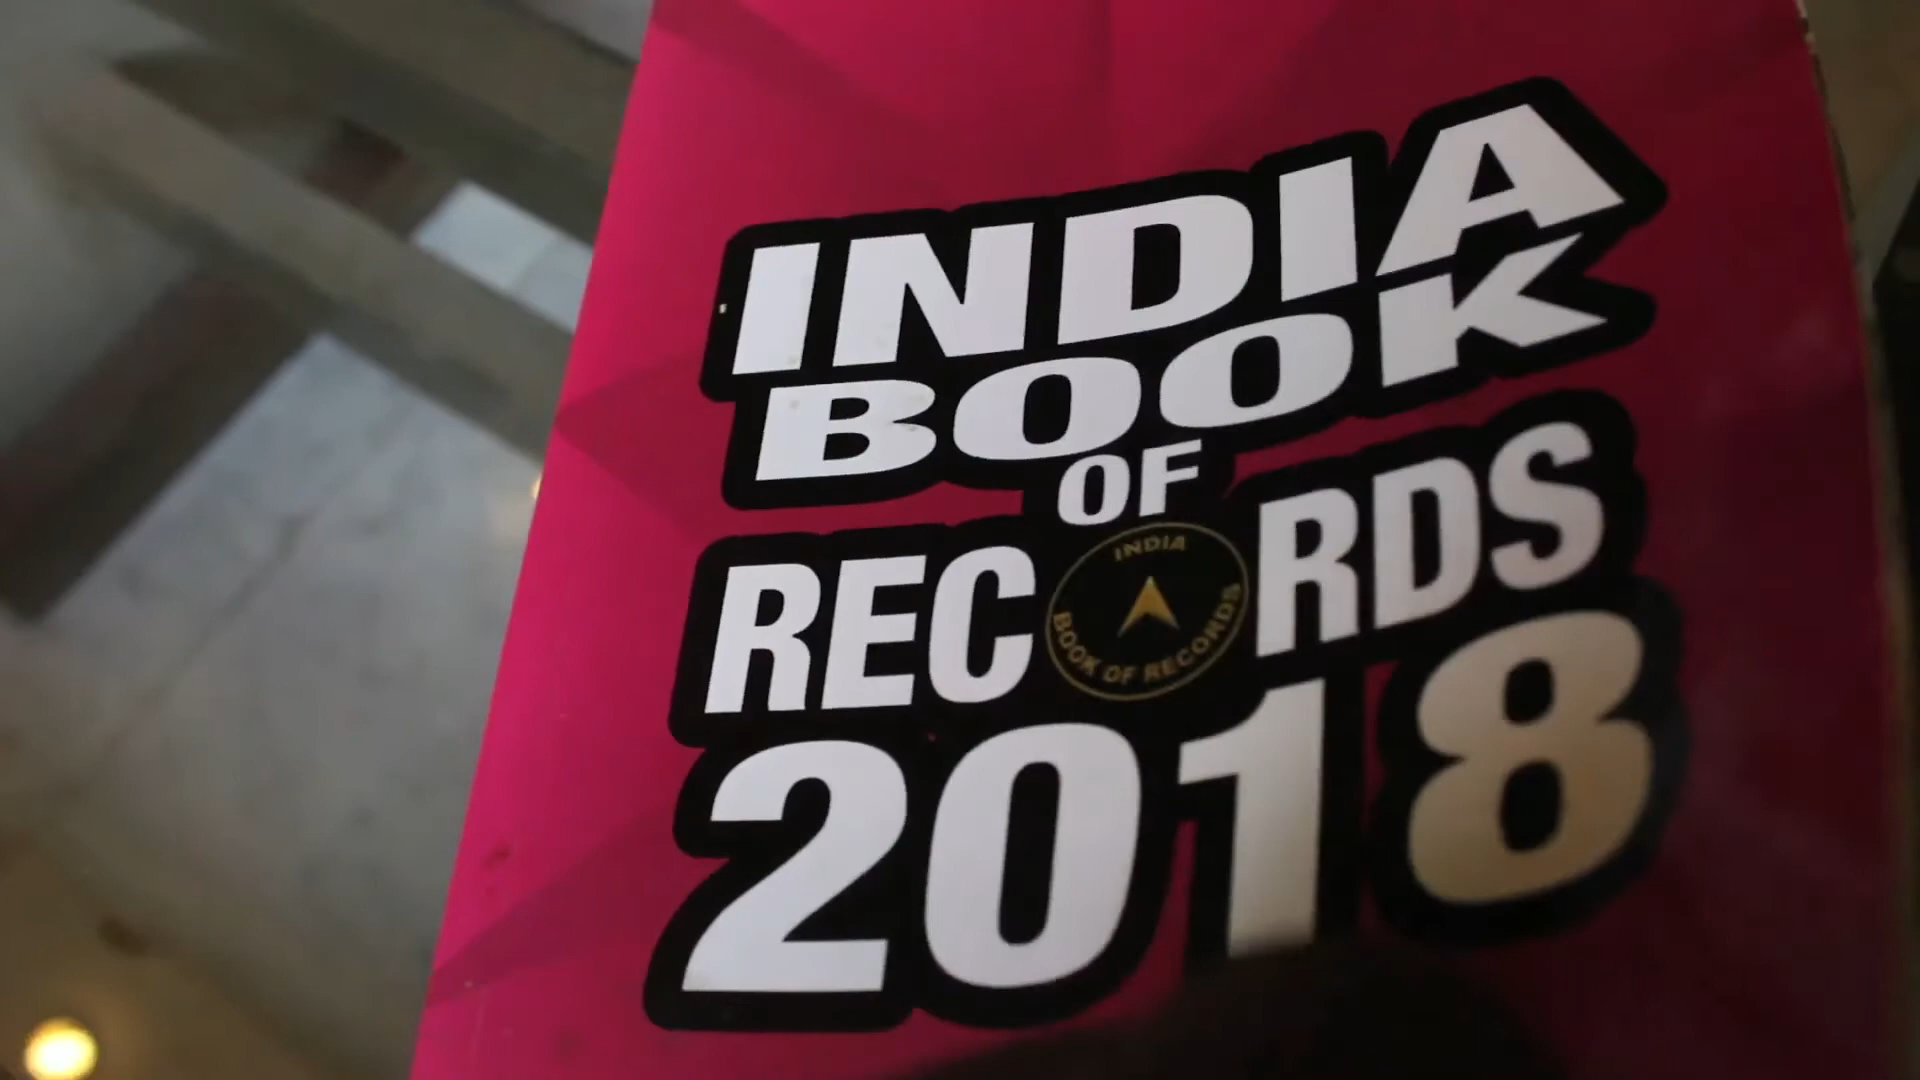 INDIA
BOOK
OF
RECORDS
INDIA
BOOK OF RECORDS
2018